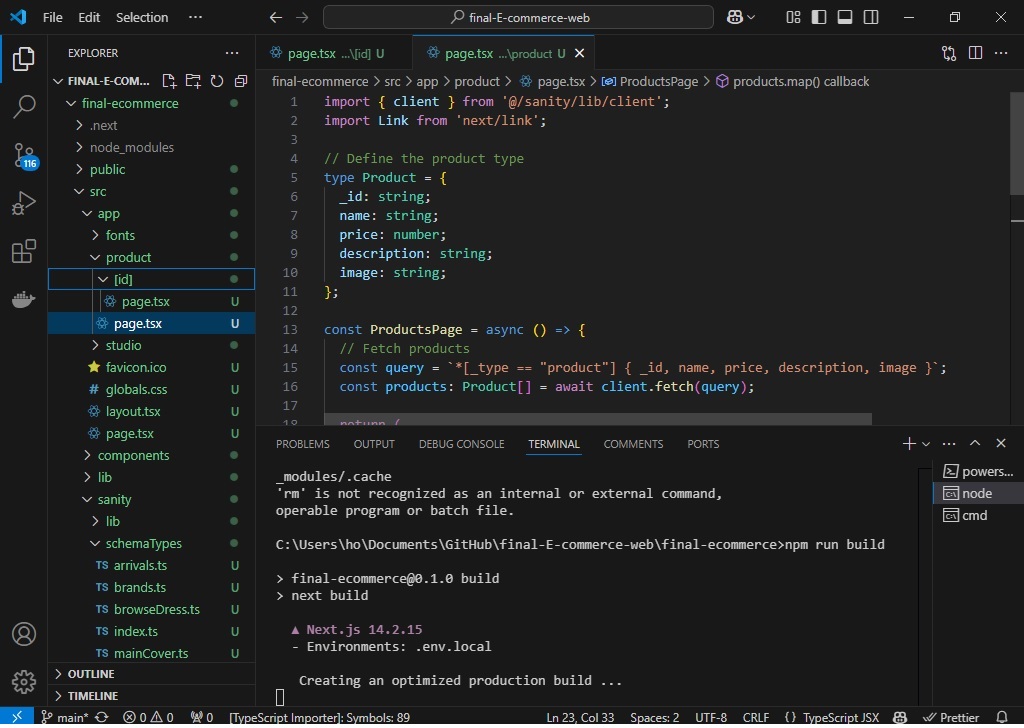 File Edit Selection ···
final-E-commerce-web
EXPLORER ···
FINAL-E-COM...
final-ecommerce
.next
node_modules
public
src
app
fonts
product
[id]
page.tsx U
page.tsx U
studio
favicon.ico U
# globals.css U
layout.tsx U
page.tsx U
components
lib
sanity
lib
schemaTypes
TS arrivals.ts U
TS brands.ts U
TS browseDress.ts U
TS index.ts U
TS mainCover.ts U
OUTLINE
TIMELINE
116
page.tsx ...\[id] U
page.tsx ...\product U
final-ecommerce > src > app > product > page.tsx > ProductsPage > products.map() callback
1 import { client } from '@/sanity/lib/client';
2 import Link from 'next/link';
3
4 // Define the product type
5 type Product = {
6 _id: string;
7 name: string;
8 price: number;
9 description: string;
10 image: string;
11 };
12
13 const ProductsPage = async () => {
14 // Fetch products
15 const query = `*[_type == "product"] { _id, name, price, description, image }`;
16 const products: Product[] = await client.fetch(query);
17
18 return (
PROBLEMS OUTPUT DEBUG CONSOLE TERMINAL COMMENTS PORTS
_modules/.cache
'rm' is not recognized as an internal or external command,
operable program or batch file.
C:\Users\ho\Documents\GitHub\final-E-commerce-web\final-ecommerce>npm run build
> final-ecommerce@0.1.0 build
> next build
▲ Next.js 14.2.15
- Environments: .env.local
Creating an optimized production build ...
powers...
node
cmd
main* 0 0 0 [TypeScript Importer]: Symbols: 89 Ln 23, Col 33 Spaces: 2 UTF-8 CRLF {} TypeScript JSX Prettier